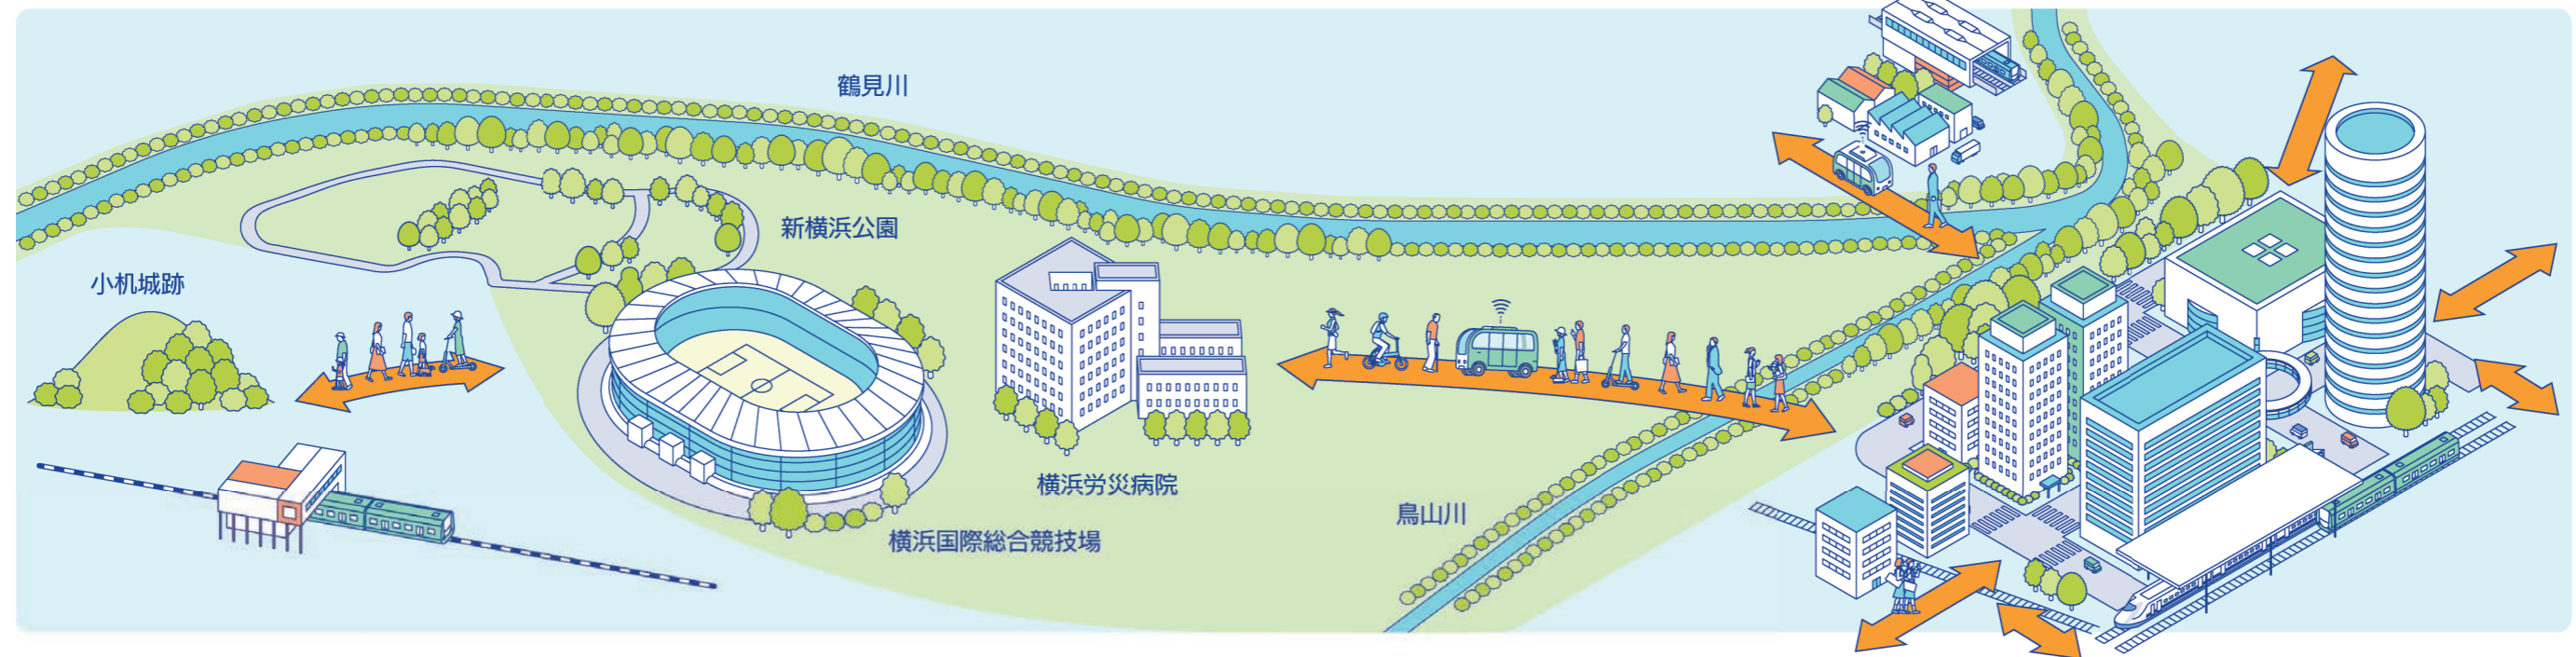 鶴見川
新横浜公園
小机城跡
横浜労災病院
鳥山川
横浜国際総合競技場